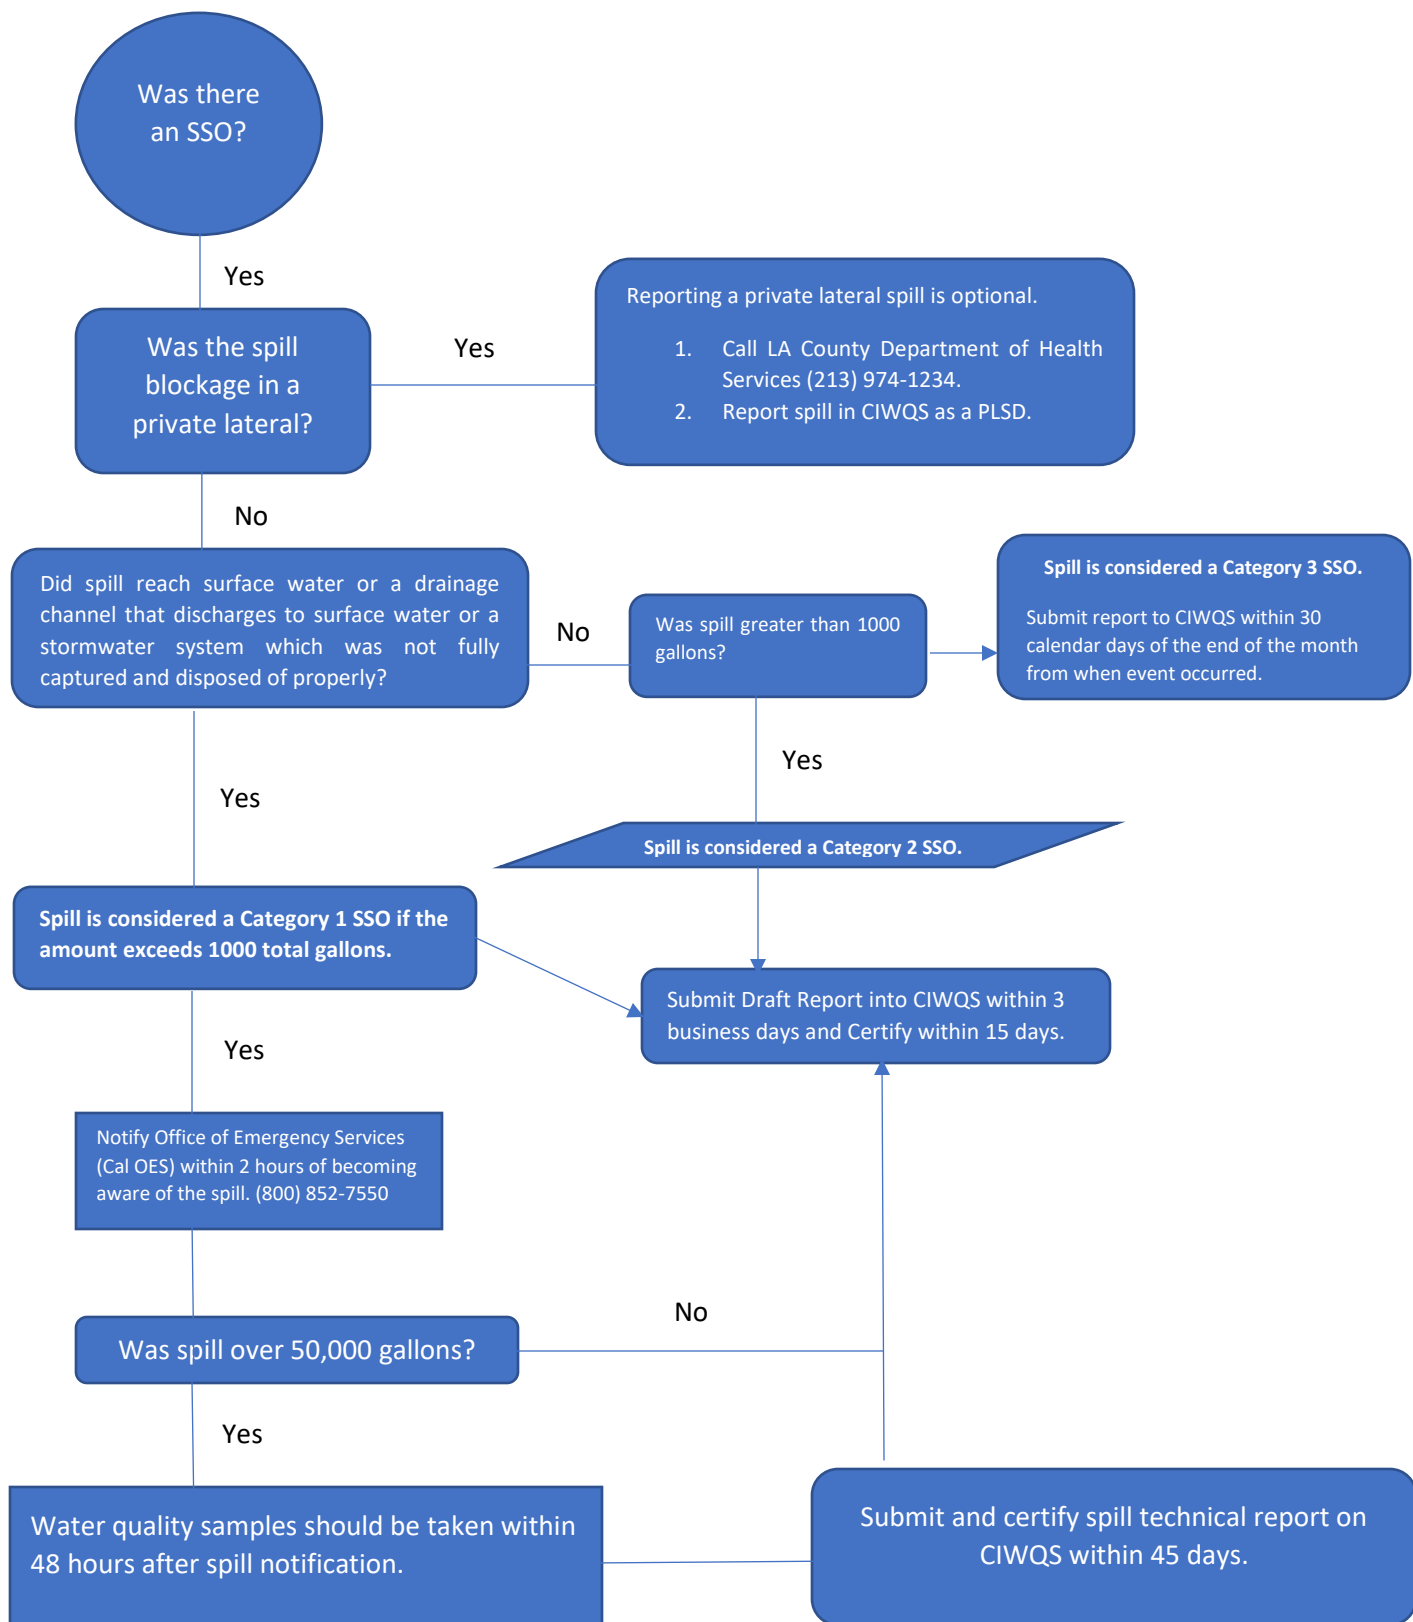 Was there
an SSO?
Yes
Was the spill
blockage in a
private lateral?
Yes
Reporting a private lateral spill is optional.
1. Call LA County Department of Health
Services (213) 974-1234.
2. Report spill in CIWQS as a PLSD.
No
Did spill reach surface water or a drainage
channel that discharges to surface water or a
stormwater system which was not fully
captured and disposed of properly?
No
Was spill greater than 1000
gallons?
Spill is considered a Category 3 SSO.
Submit report to CIWQS within 30
calendar days of the end of the month
from when event occurred.
Yes
Yes
Spill is considered a Category 2 SSO.
Spill is considered a Category 1 SSO if the
amount exceeds 1000 total gallons.
Submit Draft Report into CIWQS within 3
business days and Certify within 15 days.
Yes
Notify Office of Emergency Services
(Cal OES) within 2 hours of becoming
aware of the spill. (800) 852-7550
Was spill over 50,000 gallons?
No
Yes
Water quality samples should be taken within
48 hours after spill notification.
Submit and certify spill technical report on
CIWQS within 45 days.